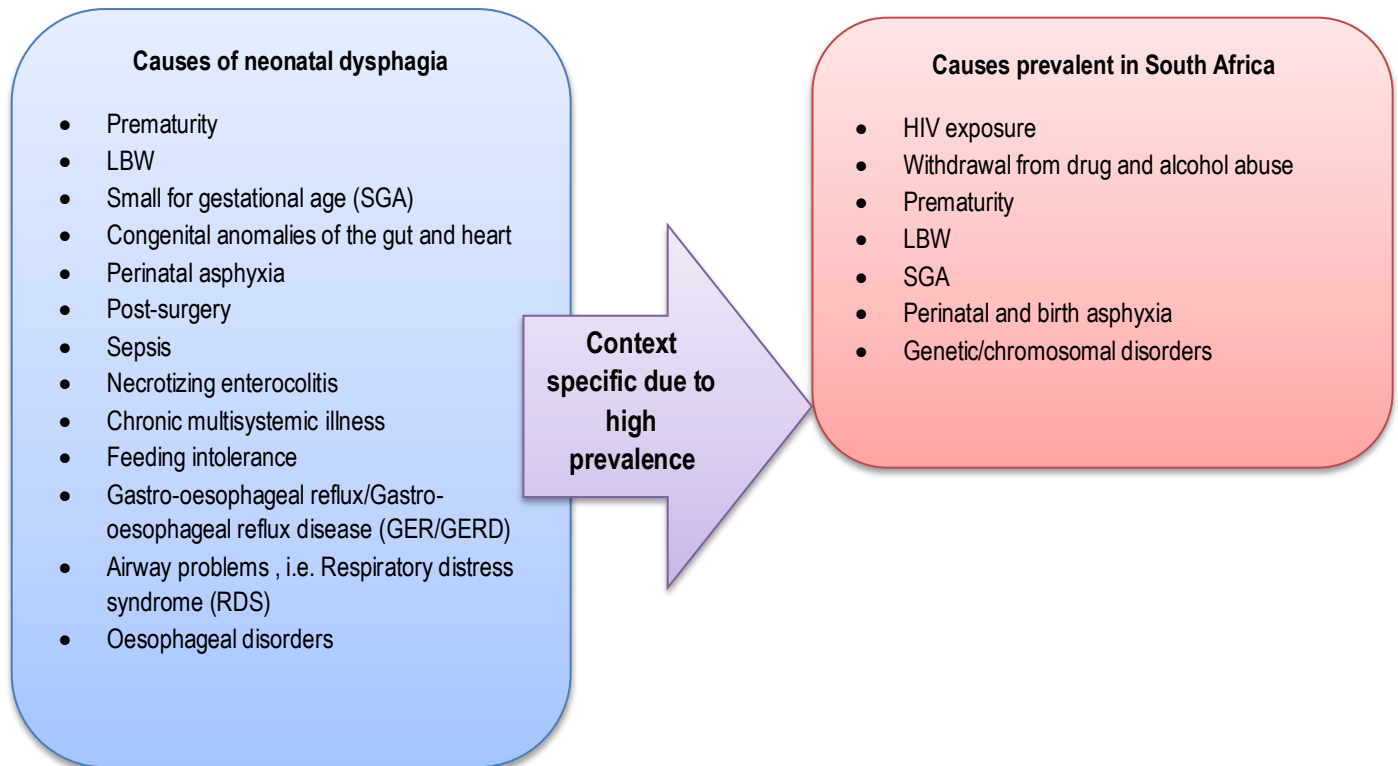 Causes of neonatal dysphagia
• Prematurity
• LBW
• Small for gestational age (SGA)
• Congenital anomalies of the gut and heart
• Perinatal asphyxia
• Post-surgery
• Sepsis
• Necrotizing enterocolitis
• Chronic multisystemic illness
• Feeding intolerance
• Gastro-oesophageal reflux/Gastro-
oesophageal reflux disease (GER/GERD)
• Airway problems , i.e. Respiratory distress
syndrome (RDS)
• Oesophageal disorders
Context
specific due to
high
prevalence
Causes prevalent in South Africa
• HIV exposure
• Withdrawal from drug and alcohol abuse
• Prematurity
• LBW
• SGA
• Perinatal and birth asphyxia
• Genetic/chromosomal disorders